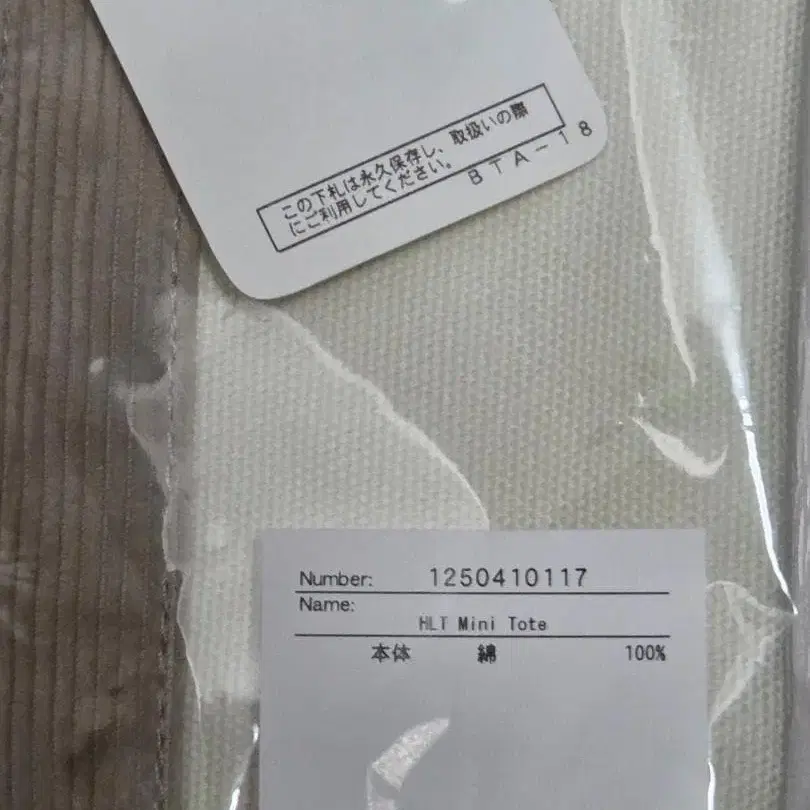 この下札は永久保存し、取扱いの際
にご利用してください。
BTA-18
Number: 1250410117
Name:
HLT Mini Tote
本体 綿 100%